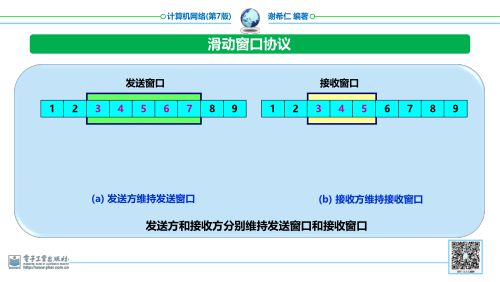 计算机网络(第7版) 谢希仁 编著
滑动窗口协议
发送窗口 接收窗口
1 2 3 4 5 6 7 8 9 1 2 3 4 5 6 7 8 9
(a) 发送方维持发送窗口 (b) 接收方维持接收窗口
发送方和接收方分别维持发送窗口和接收窗口
電子工業出版社
http://www.phei.com.cn